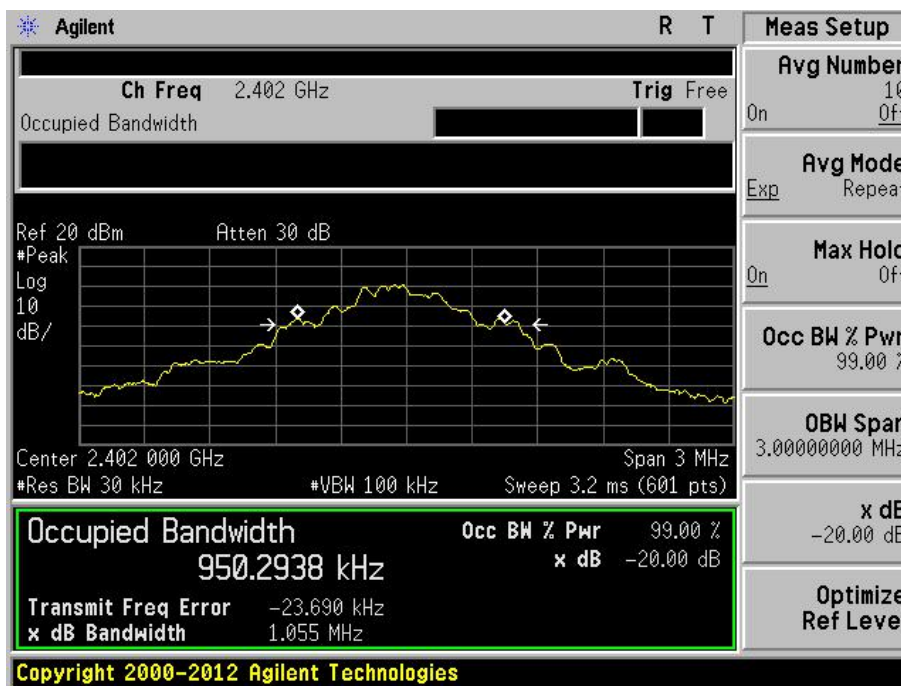 Agilent R T
Ch Freq 2.402 GHz Trig Free
Occupied Bandwidth
Ref 20 dBm Atten 30 dB
#Peak
Log
10
dB/
Center 2.402 000 GHz Span 3 MHz
#Res BW 30 kHz #VBW 100 kHz Sweep 3.2 ms (601 pts)
Occupied Bandwidth
950.2938 kHz
Occ BW % Pwr 99.00 %
x dB -20.00 dB
Transmit Freq Error -23.690 kHz
x dB Bandwidth 1.055 MHz
Copyright 2000-2012 Agilent Technologies
Meas Setup
Avg Number
On
Avg Mode
Exp Repeat
Max Hold
On
Occ BW % Pwr
99.00 %
OBW Span
3.00000000 MHz
x dB
-20.00 dB
Optimize
Ref Level